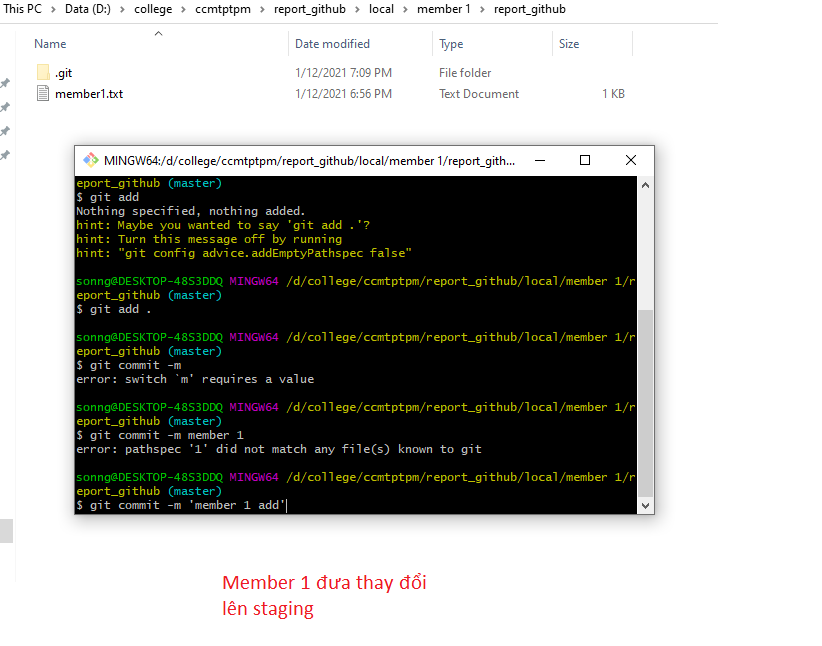 This PC > Data (D:) > college > ccmtptpm > report_github > local > member 1 > report_github
Name Date modified Type Size
.git 1/12/2021 7:09 PM File folder
member1.txt 1/12/2021 6:56 PM Text Document 1 KB
MINGW64:/d/college/ccmtptpm/report_github/local/member 1/report_gith...
eport_github (master)
$ git add
Nothing specified, nothing added.
hint: Maybe you wanted to say 'git add .'?
hint: Turn this message off by running
hint: "git config advice.addEmptyPathspec false"
sonng@DESKTOP-48S3DDQ MINGW64 /d/college/ccmtptpm/report_github/local/member 1/r
eport_github (master)
$ git add .
sonng@DESKTOP-48S3DDQ MINGW64 /d/college/ccmtptpm/report_github/local/member 1/r
eport_github (master)
$ git commit -m
error: switch `m' requires a value
sonng@DESKTOP-48S3DDQ MINGW64 /d/college/ccmtptpm/report_github/local/member 1/r
eport_github (master)
$ git commit -m member 1
error: pathspec '1' did not match any file(s) known to git
sonng@DESKTOP-48S3DDQ MINGW64 /d/college/ccmtptpm/report_github/local/member 1/r
eport_github (master)
$ git commit -m 'member 1 add'
Member 1 đưa thay đổi
lên staging